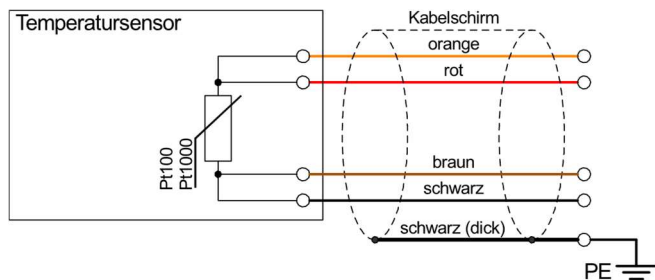 Temperatursensor
Kabelschirm
orange
rot
Pt100
Pt1000
braun
schwarz
schwarz (dick)
PE